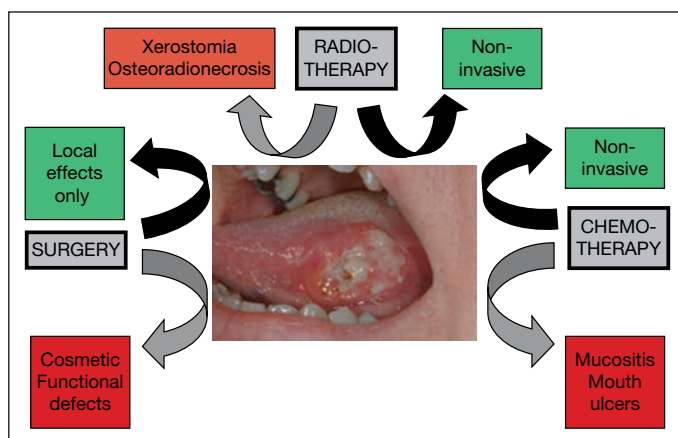 Xerostomia
Osteoradionecrosis
RADIO-
THERAPY
Non-
invasive
Local
effects
only
Non-
invasive
SURGERY
CHEMO-
THERAPY
Cosmetic
Functional
defects
Mucositis
Mouth
ulcers